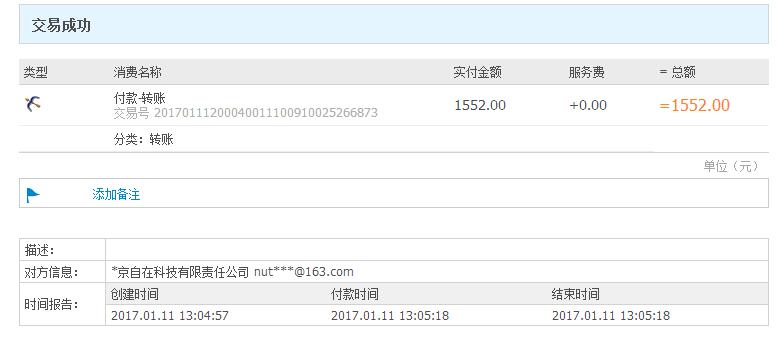 交易成功
类型 消费名称 实付金额 服务费 = 总额
付款-转账 1552.00 +0.00 =1552.00
交易号 20170111200040011100910025266873
分类：转账
单位（元）
添加备注
描述：
对方信息： *京自在科技有限责任公司 nut***@163.com
时间报告： 创建时间 付款时间 结束时间
2017.01.11 13:04:57 2017.01.11 13:05:18 2017.01.11 13:05:18